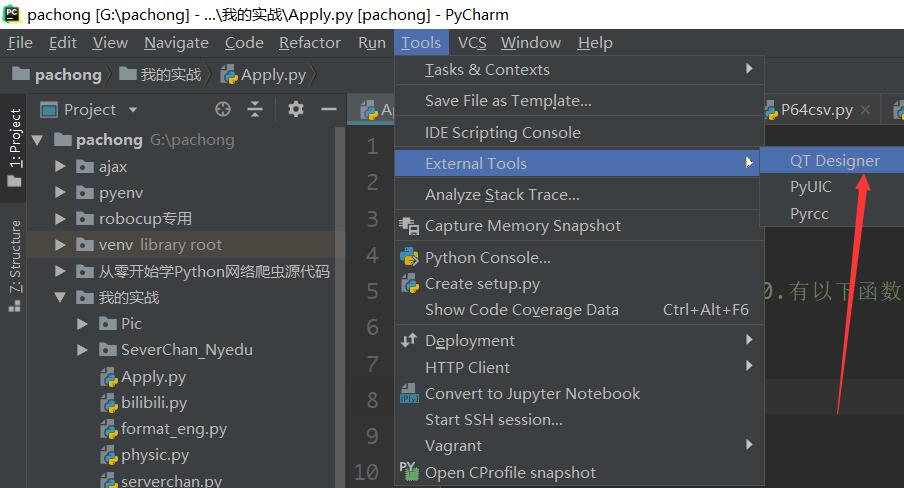 pachong [G:\pachong] - ...\我的实战\Apply.py [pachong] - PyCharm
File Edit View Navigate Code Refactor Run Tools VCS Window Help
pachong 我的实战 Apply.py
Project
1: Project
Z: Structure
pachong G:\pachong
ajax
pyenv
robocup专用
venv library root
从零开始学Python网络爬虫源代码
我的实战
Pic
SeverChan_Nyedu
Apply.py
bilibili.py
format_eng.py
physic.py
serverchan.py
1
2
3
4
5
6
7
8
9
10
Tasks & Contexts
Save File as Template...
IDE Scripting Console
External Tools
Analyze Stack Trace...
Capture Memory Snapshot
Python Console...
Create setup.py
Show Code Coverage Data Ctrl+Alt+F6
Deployment
HTTP Client
Convert to Jupyter Notebook
Start SSH session...
Vagrant
Open CProfile snapshot
P64csv.py
QT Designer
PyUIC
Pyrcc
0.有以下函数